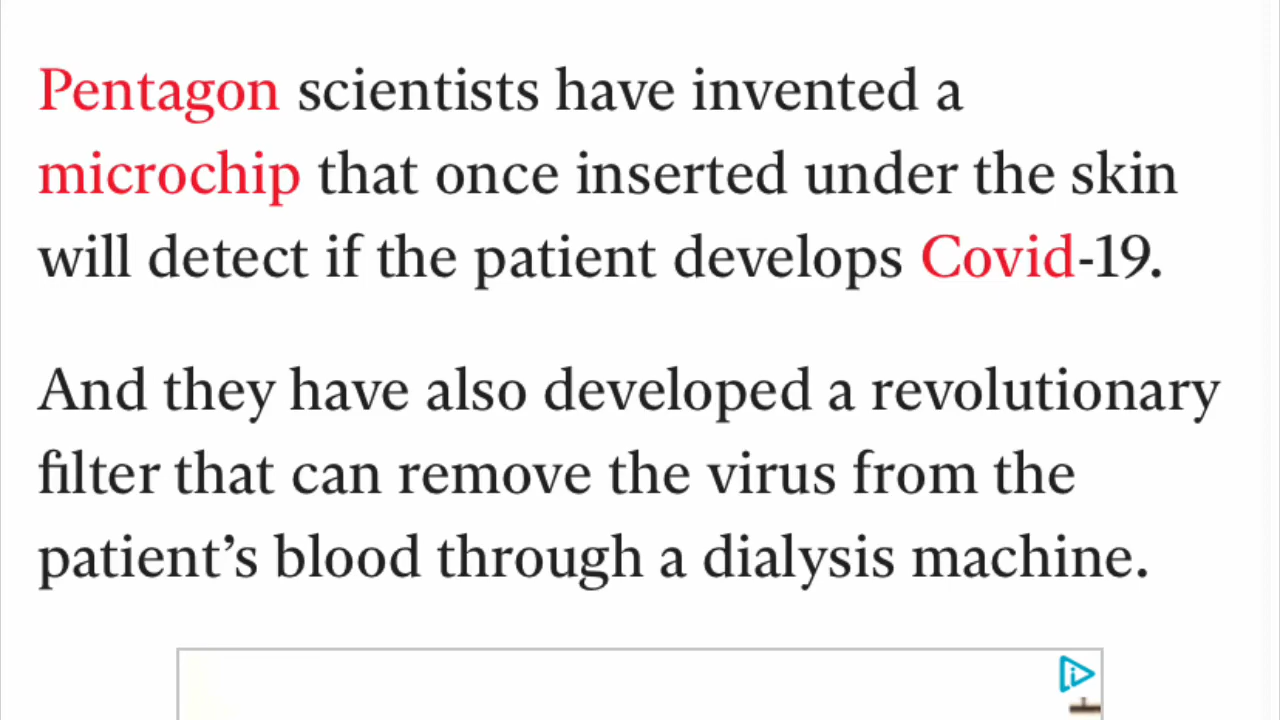 Pentagon scientists have invented a
microchip that once inserted under the skin
will detect if the patient develops Covid-19.
And they have also developed a revolutionary
filter that can remove the virus from the
patient’s blood through a dialysis machine.